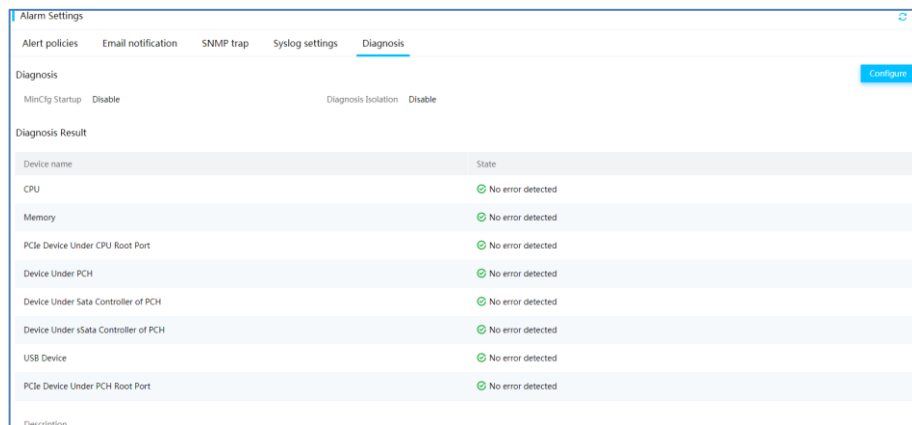 Alarm Settings
Alert policies Email notification SNMP trap Syslog settings Diagnosis
Diagnosis Configure
MinCfg Startup Disable Diagnosis Isolation Disable
Diagnosis Result
Device name State
CPU No error detected
Memory No error detected
PCIe Device Under CPU Root Port No error detected
Device Under PCH No error detected
Device Under Sata Controller of PCH No error detected
Device Under sSata Controller of PCH No error detected
USB Device No error detected
PCIe Device Under PCH Root Port No error detected
Description